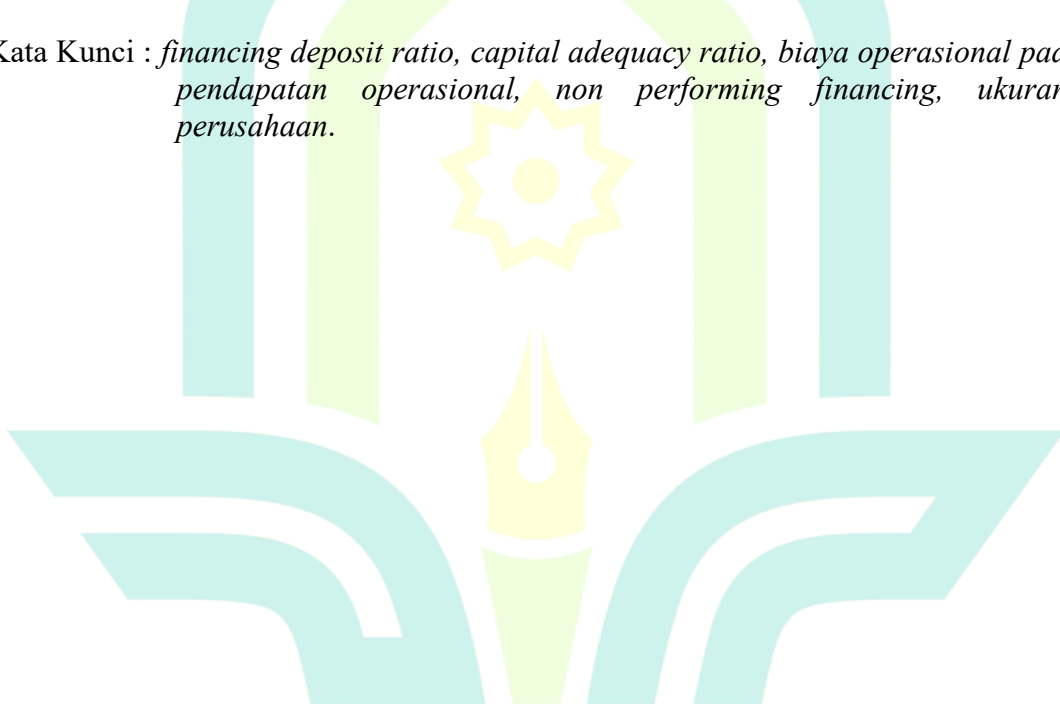 Kata Kunci : financing deposit ratio, capital adequacy ratio, biaya operasional pad
pendapatan operasional, non performing financing, ukuran
perusahaan.